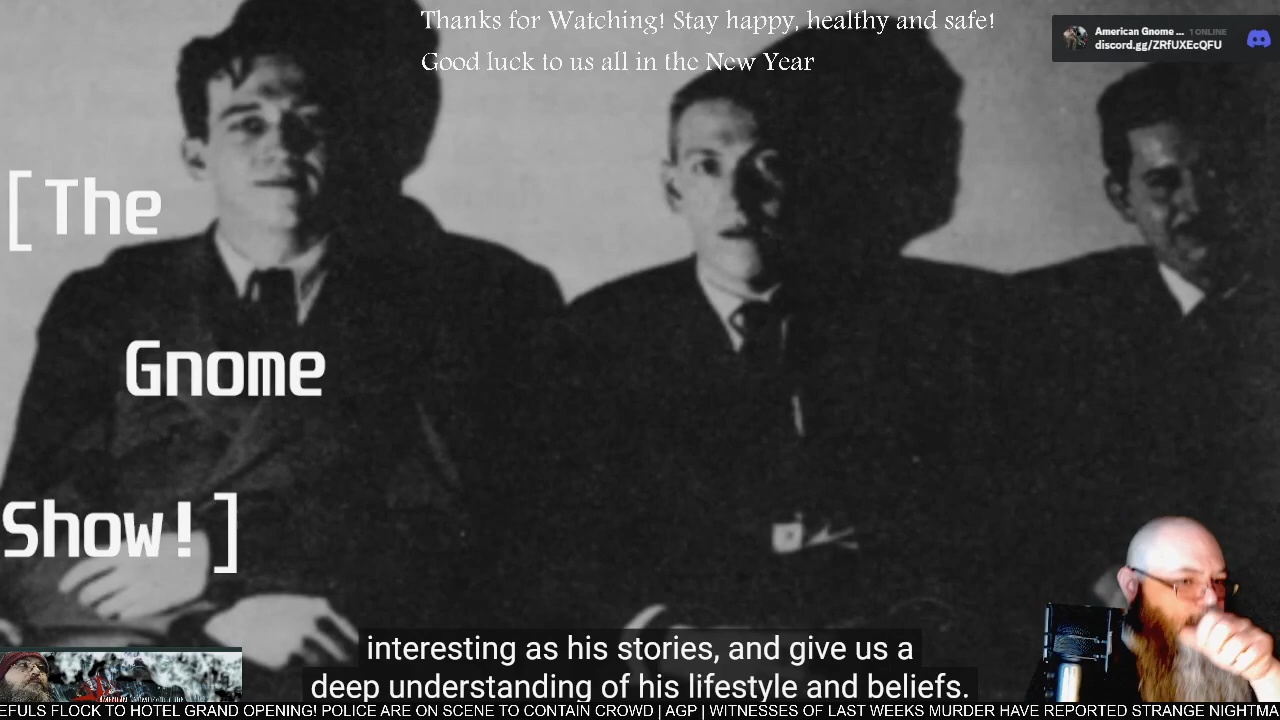 Thanks for Watching! Stay happy, healthy and safe!
Good luck to us all in the New Year
American Gnome ... 1 ONLINE
discord.gg/ZRfUXEcQFU
[The
Gnome
Show!]
interesting as his stories, and give us a
deep understanding of his lifestyle and beliefs.
EFULS FLOCK TO HOTEL GRAND OPENING! POLICE ARE ON SCENE TO CONTAIN CROWD | AGP | WITNESSES OF LAST WEEKS MURDER HAVE REPORTED STRANGE NIGHTMA